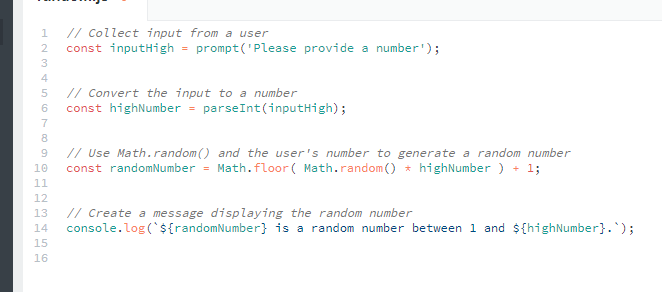 1 // Collect input from a user
2 const inputHigh = prompt('Please provide a number');
3
4
5 // Convert the input to a number
6 const highNumber = parseInt(inputHigh);
7
8
9 // Use Math.random() and the user's number to generate a random number
10 const randomNumber = Math.floor( Math.random() * highNumber ) + 1;
11
12
13 // Create a message displaying the random number
14 console.log(`${randomNumber} is a random number between 1 and ${highNumber}.`);
15
16